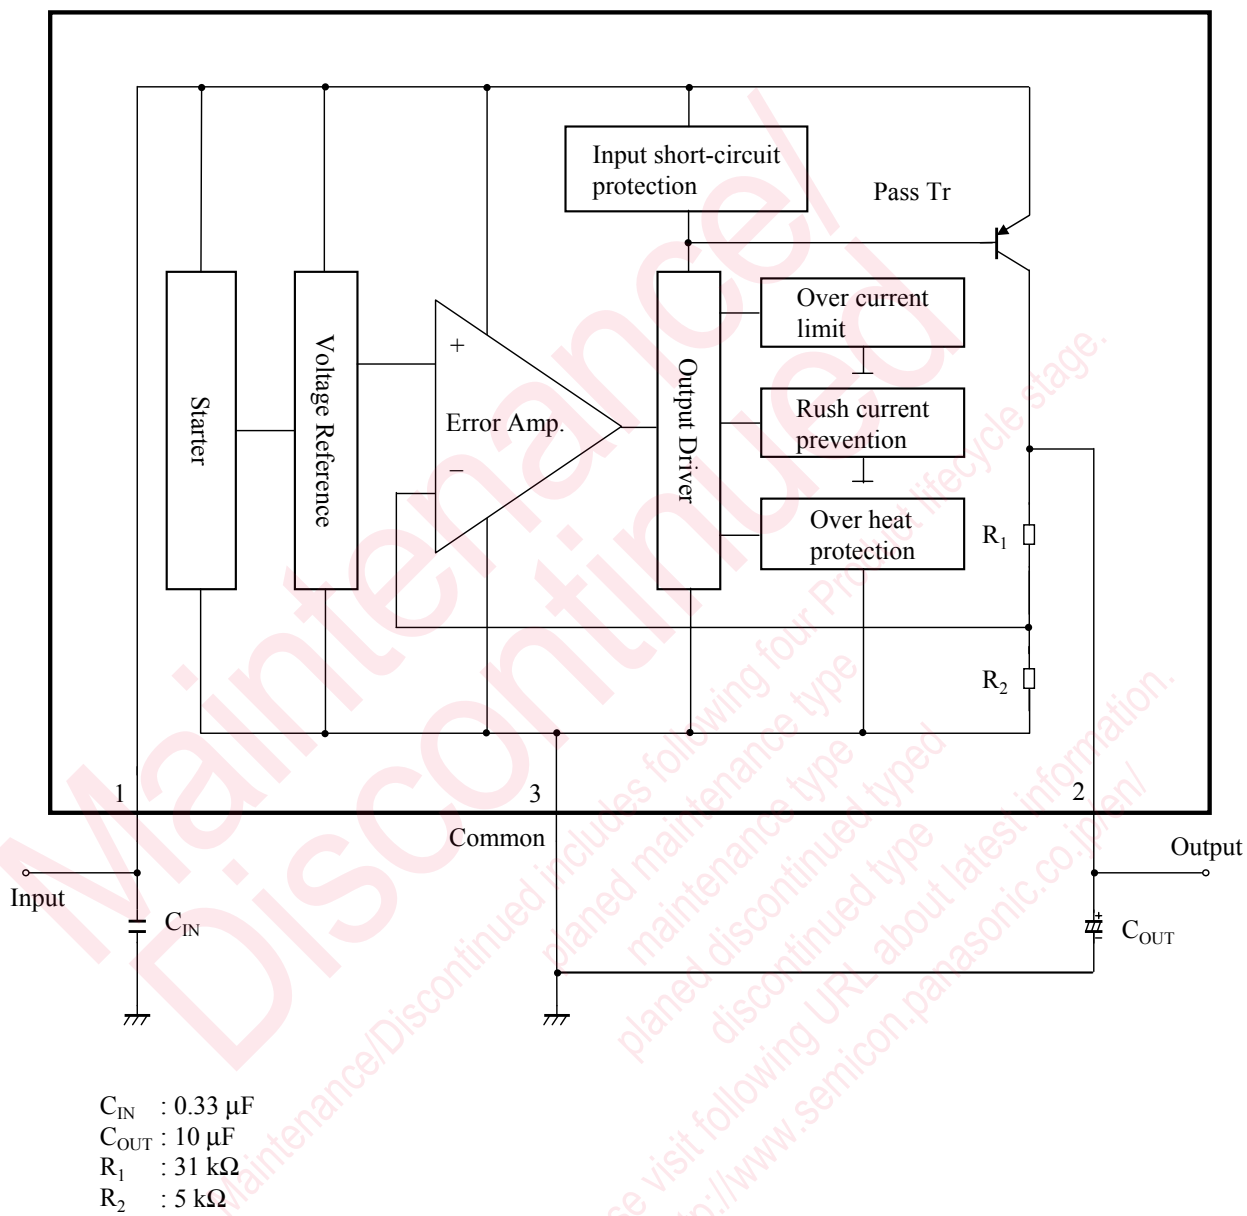 Input short-circuit
protection
Pass Tr
Over current
limit
Starter
Voltage Reference
+
Error Amp.
−
Output Driver
Rush current
prevention
Over heat
protection
R1
R2
1
3
2
Common
Input
Output
CIN
+
−
COUT
CIN : 0.33 μF
COUT : 10 μF
R1 : 31 kΩ
R2 : 5 kΩ
Maintenance/
Discontinued
Maintenance/Discontinued includes following four Product lifecycle stage.
planed maintenance type
maintenance type
planed discontinued typed
discontinued type
se visit following URL about latest information.
tp://www.semicon.panasonic.co.jp/en/